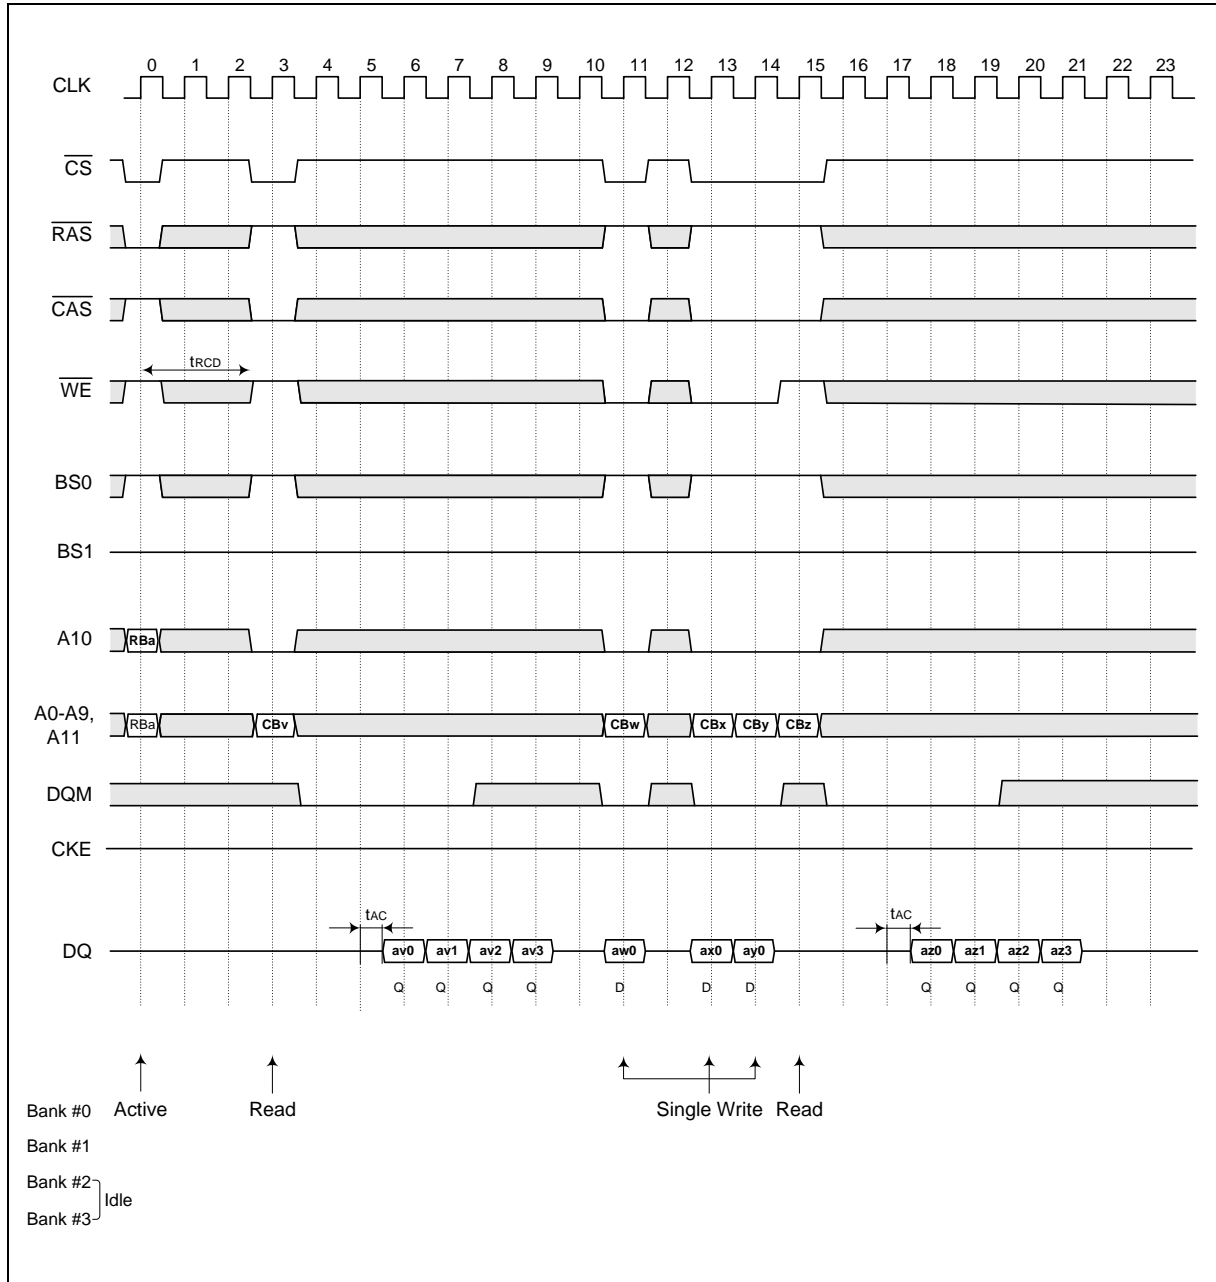 0 1 2 3 4 5 6 7 8 9 10 11 12 13 14 15 16 17 18 19 20 21 22 23
CLK
CS
RAS
CAS
tRCD
WE
BS0
BS1
A10 RBa
A0-A9, A11 RBa CBv CBw CBx CBy CBz
DQM
CKE
tAC tAC
DQ av0 av1 av2 av3 aw0 ax0 ay0 az0 az1 az2 az3
Q Q Q Q D D D Q Q Q Q
Bank #0 Active Read Single Write Read
Bank #1
Bank #2
Idle
Bank #3